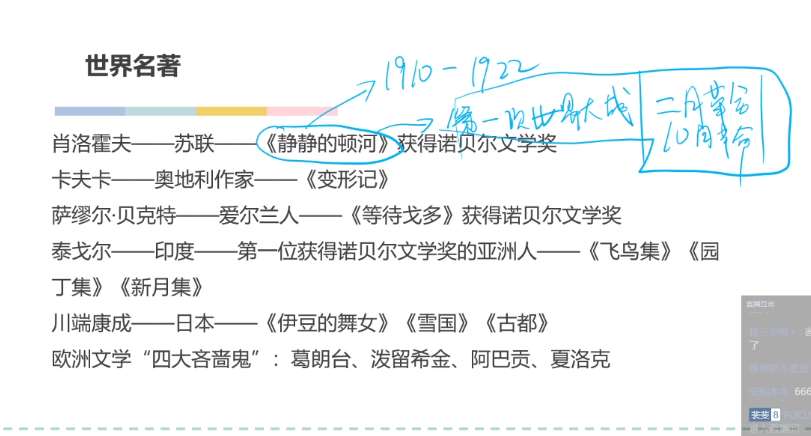 世界名著
1910-1922
第一次世界大战
二月革命
10月革命
肖洛霍夫——苏联——《静静的顿河》获得诺贝尔文学奖
卡夫卡——奥地利作家——《变形记》
萨缪尔·贝克特——爱尔兰人——《等待戈多》获得诺贝尔文学奖
泰戈尔——印度——第一位获得诺贝尔文学奖的亚洲人——《飞鸟集》《园
丁集》《新月集》
川端康成——日本——《伊豆的舞女》《雪国》《古都》
欧洲文学“四大吝啬鬼”：葛朗台、泼留希金、阿巴贡、夏洛克
了
666
8